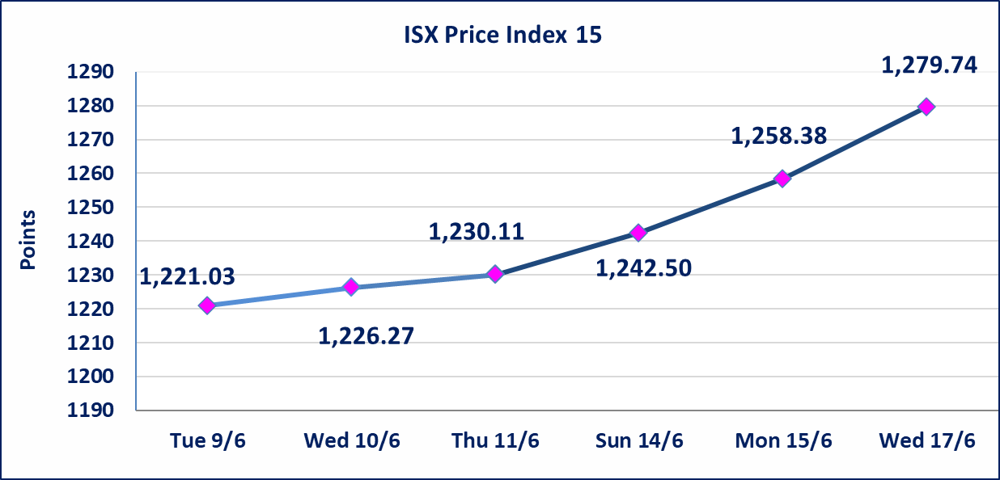 ISX Price Index 15
Points
1290
1280
1270
1260
1250
1240
1230
1220
1210
1200
1190
1,221.03
1,226.27
1,230.11
1,242.50
1,258.38
1,279.74
Tue 9/6
Wed 10/6
Thu 11/6
Sun 14/6
Mon 15/6
Wed 17/6